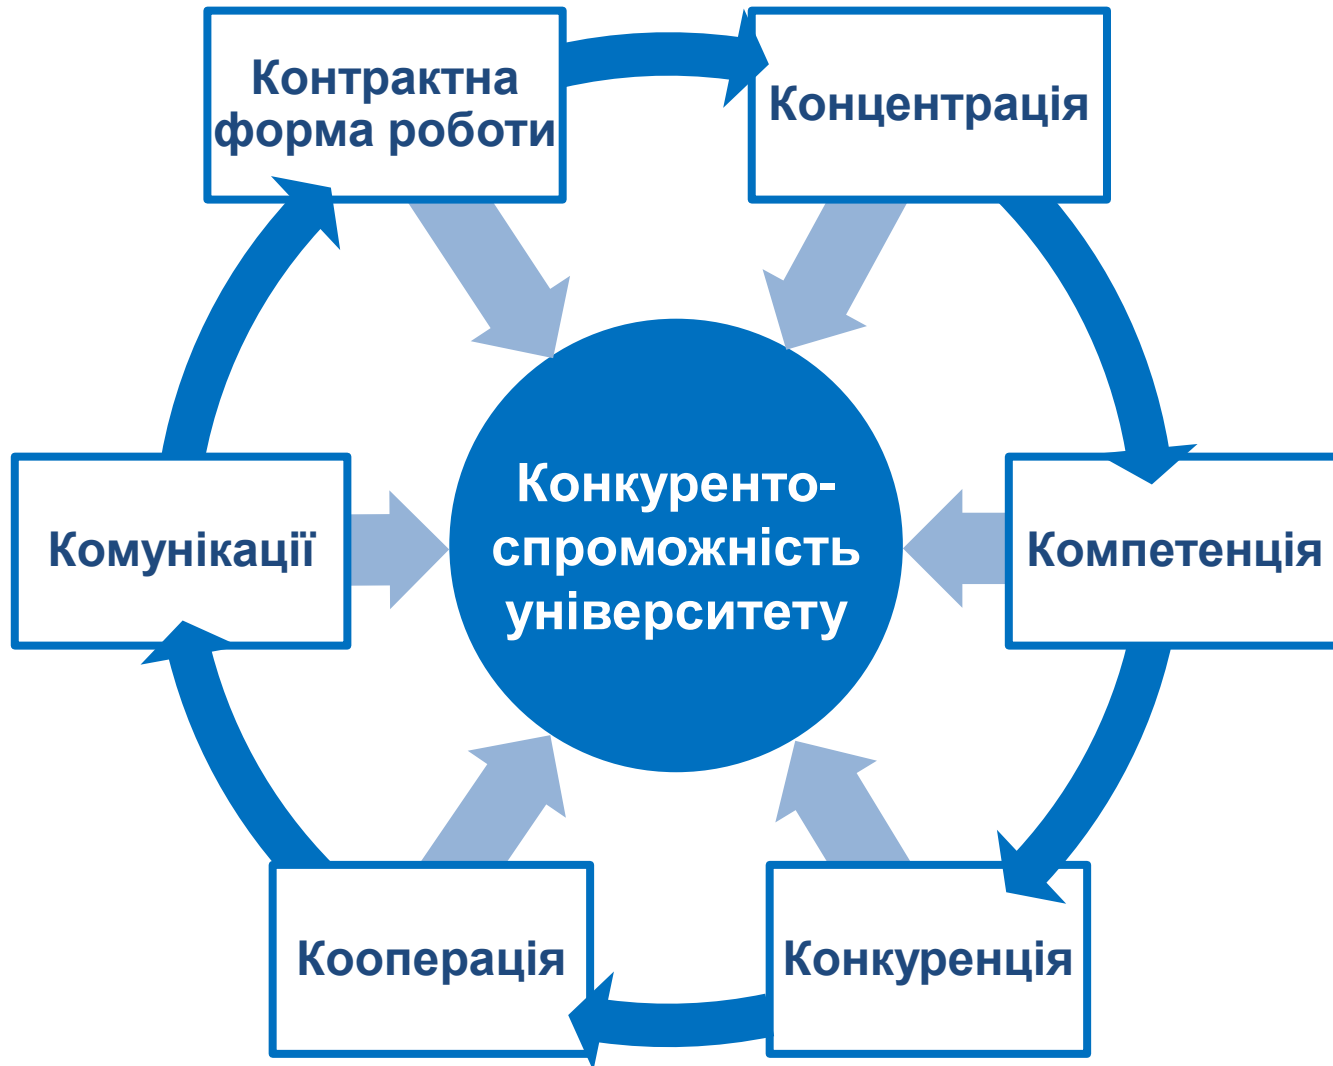 Контрактна
форма роботи
Концентрація
Конкуренто-
спроможність
університету
Комунікації
Компетенція
Кооперація
Конкуренція